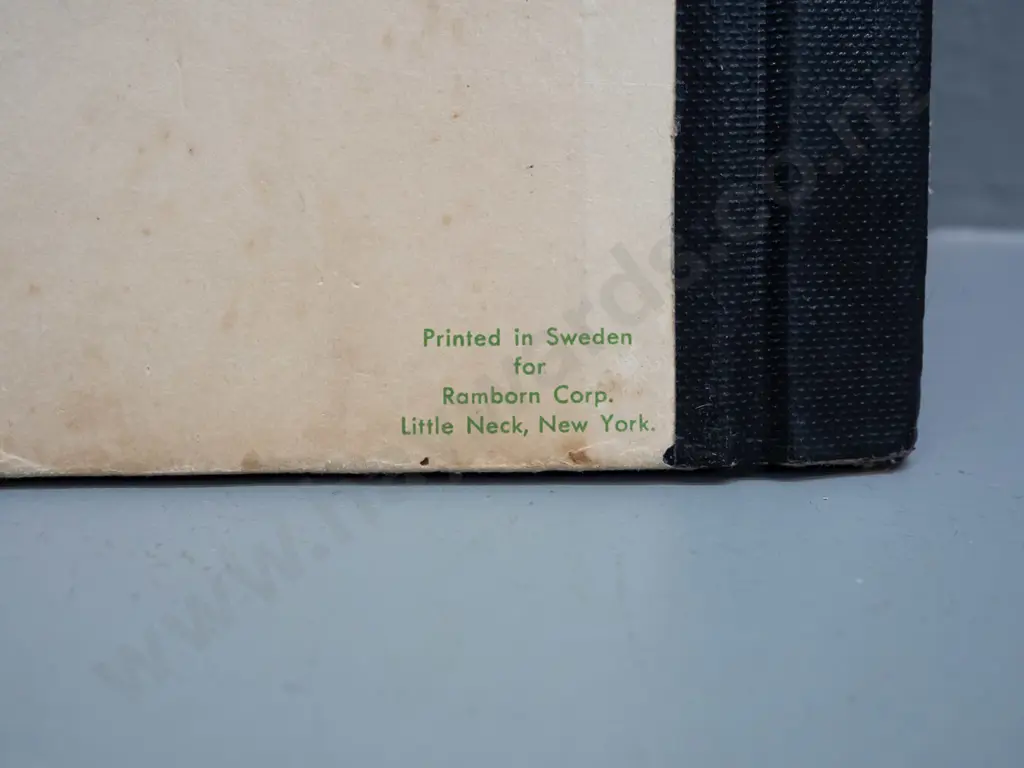 Printed in Sweden
for
Ramborn Corp.
Little Neck, New York.